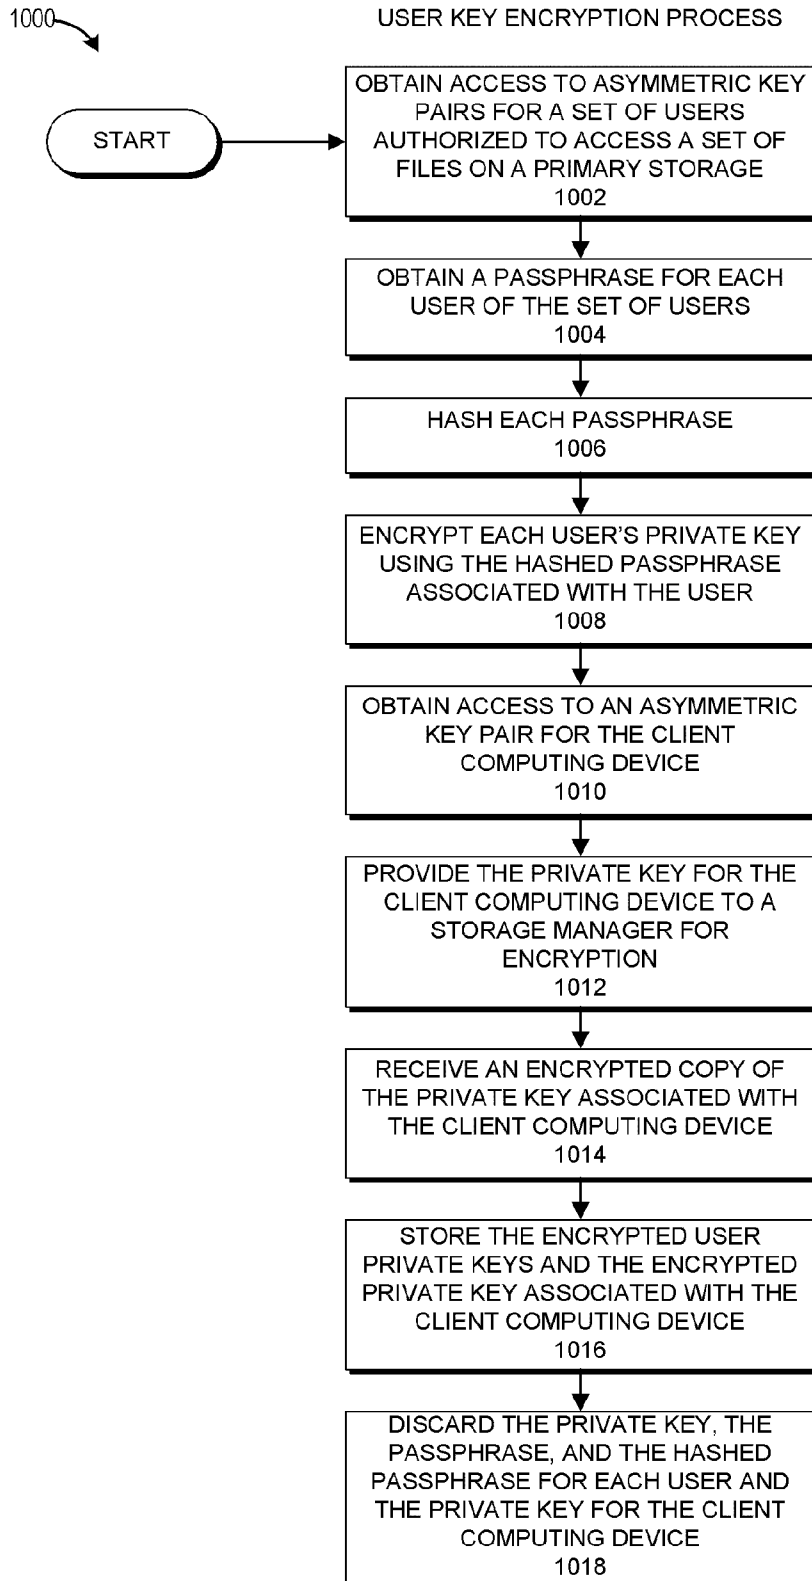 1000
USER KEY ENCRYPTION PROCESS
START
OBTAIN ACCESS TO ASYMMETRIC KEY
PAIRS FOR A SET OF USERS
AUTHORIZED TO ACCESS A SET OF
FILES ON A PRIMARY STORAGE
1002
OBTAIN A PASSPHRASE FOR EACH
USER OF THE SET OF USERS
1004
HASH EACH PASSPHRASE
1006
ENCRYPT EACH USER'S PRIVATE KEY
USING THE HASHED PASSPHRASE
ASSOCIATED WITH THE USER
1008
OBTAIN ACCESS TO AN ASYMMETRIC
KEY PAIR FOR THE CLIENT
COMPUTING DEVICE
1010
PROVIDE THE PRIVATE KEY FOR THE
CLIENT COMPUTING DEVICE TO A
STORAGE MANAGER FOR
ENCRYPTION
1012
RECEIVE AN ENCRYPTED COPY OF
THE PRIVATE KEY ASSOCIATED WITH
THE CLIENT COMPUTING DEVICE
1014
STORE THE ENCRYPTED USER
PRIVATE KEYS AND THE ENCRYPTED
PRIVATE KEY ASSOCIATED WITH THE
CLIENT COMPUTING DEVICE
1016
DISCARD THE PRIVATE KEY, THE
PASSPHRASE, AND THE HASHED
PASSPHRASE FOR EACH USER AND
THE PRIVATE KEY FOR THE CLIENT
COMPUTING DEVICE
1018